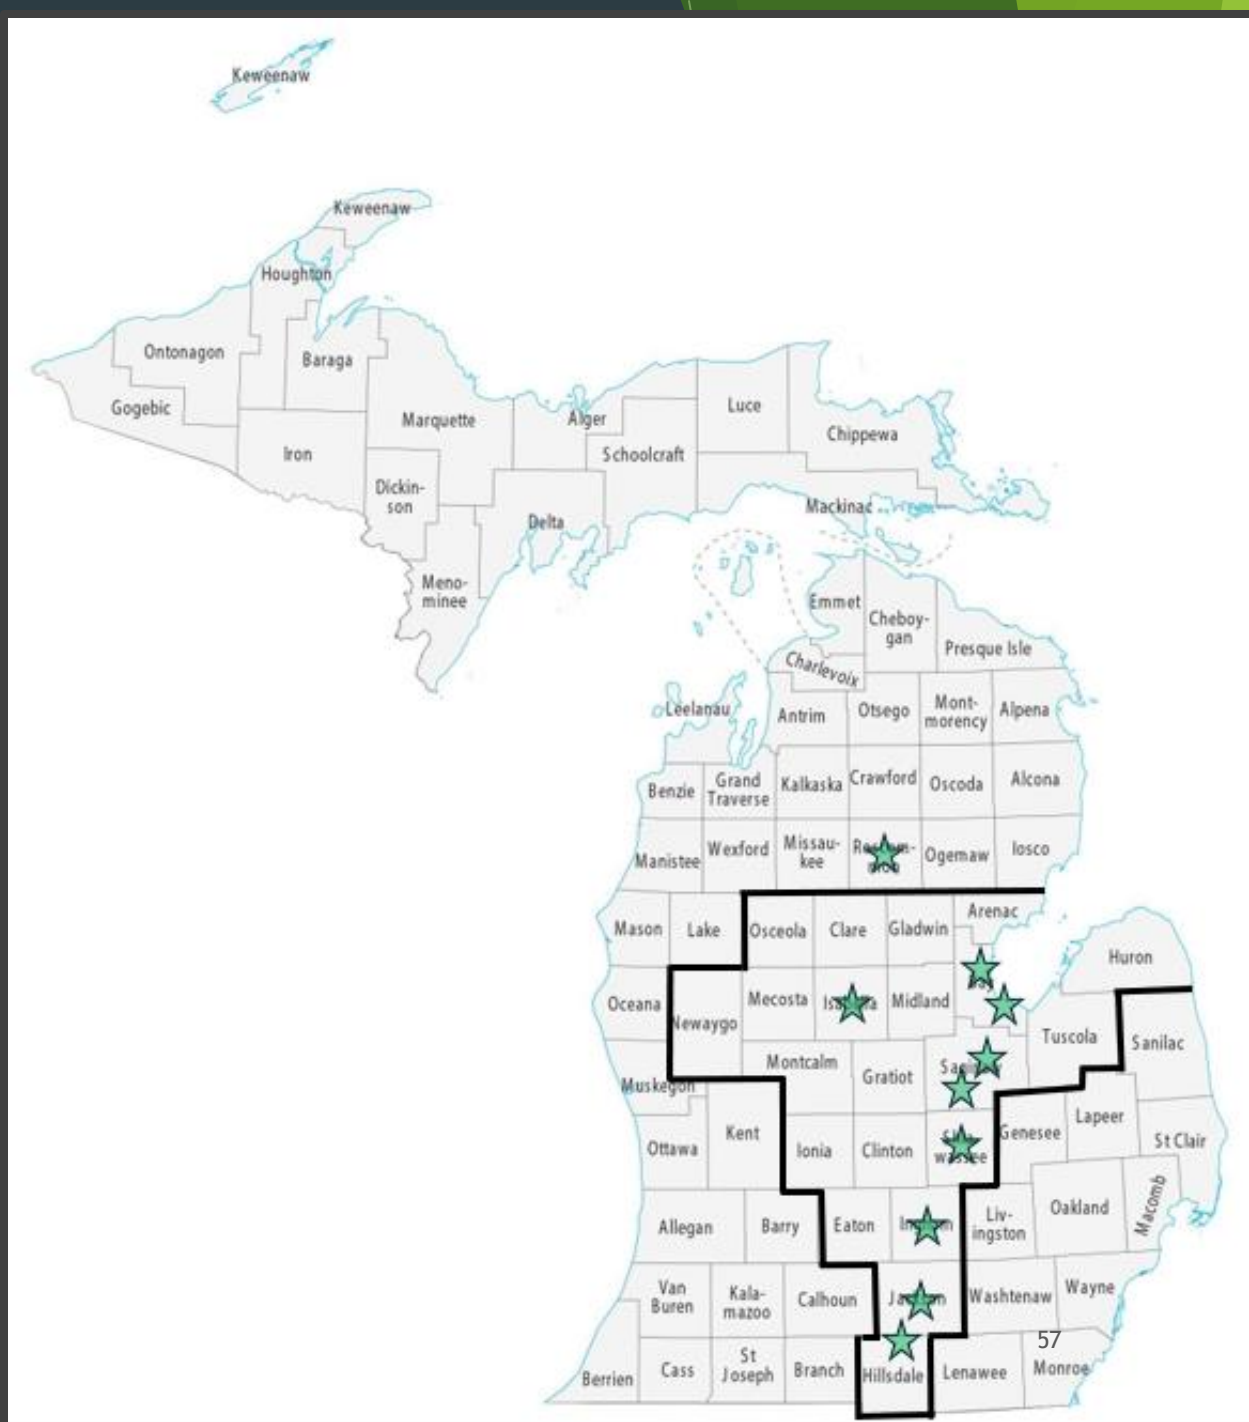 Keweenaw
Keweenaw
Houghton
Ontonagon
Baraga
Gogebic
Marquette
Alger
Luce
Chippewa
Iron
Schoolcraft
Dickin-
son
Mackinac
Delta
Meno-
minee
Emmet
Cheboy-
gan
Presque Isle
Charlevoix
Leelanau
Antrim
Otsego
Mont-
morency
Alpena
Benzie
Grand
Traverse
Kalkaska
Crawford
Oscoda
Alcona
Manistee
Wexford
Missau-
kee
Ogemaw
Iosco
Mason
Lake
Osceola
Clare
Gladwin
Arenac
Huron
Oceana
Newaygo
Mecosta
Midland
Tuscola
Sanilac
Muskegon
Montcalm
Gratiot
Ottawa
Kent
Ionia
Clinton
Genesee
Lapeer
St Clair
Allegan
Barry
Eaton
Liv-
ingston
Oakland
Macomb
Van
Buren
Kala-
mazoo
Calhoun
Washtenaw
Wayne
57
Berrien
Cass
St
Joseph
Branch
Hillsdale
Lenawee
Monroe